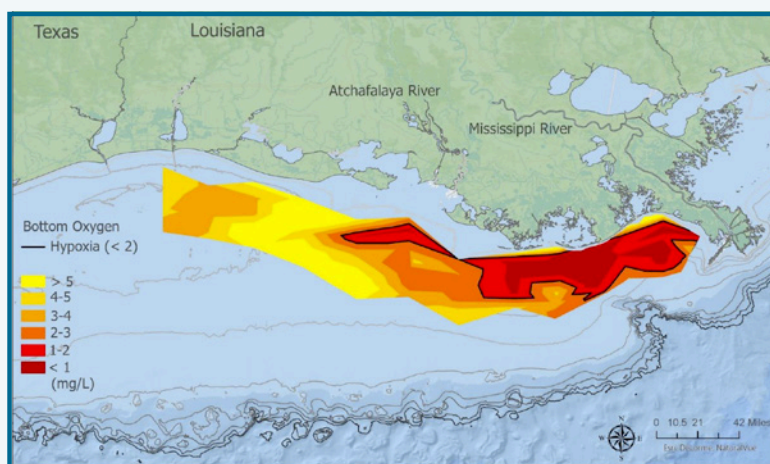 Texas
Louisiana
Atchafalaya River
Mississippi River
Bottom Oxygen
Hypoxia (< 2)
> 5
4-5
3-4
2-3
1-2
< 1
(mg/L)
N
W E
S
0 10.5 21 42 Miles